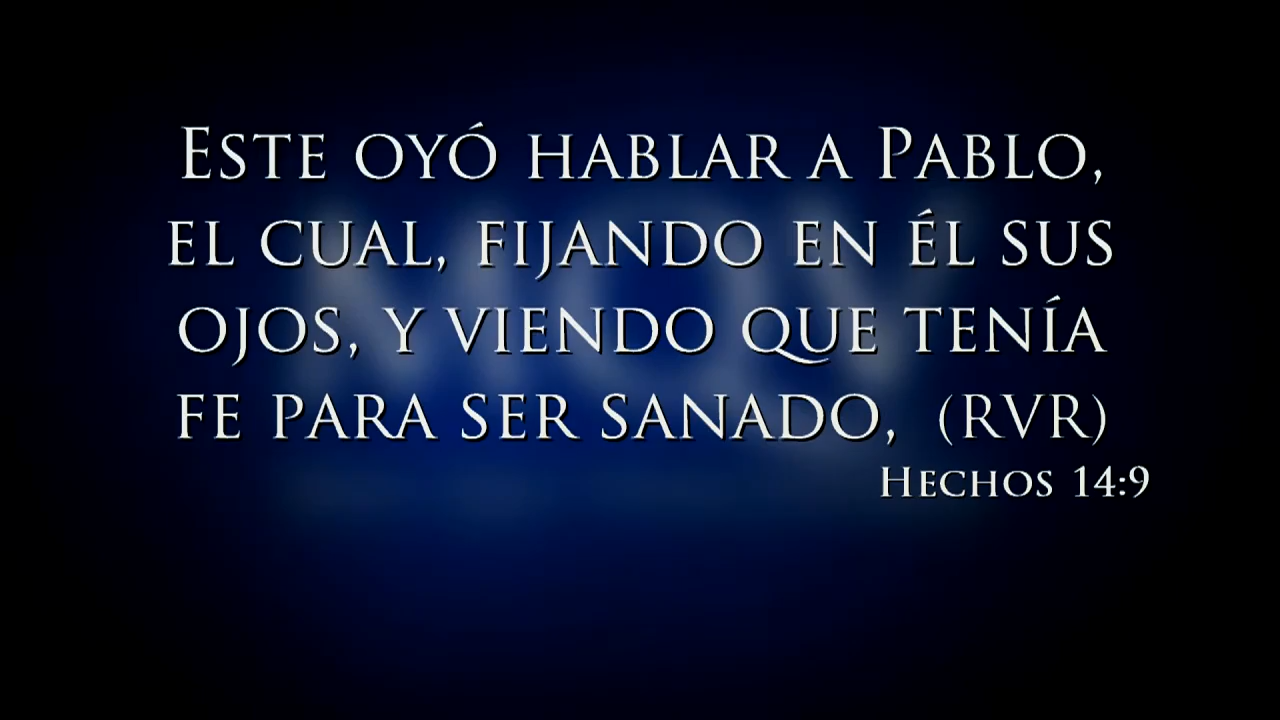 Este oyó hablar a Pablo,
el cual, fijando en él sus
ojos, y viendo que tenía
fe para ser sanado, (RVR)
Hechos 14:9